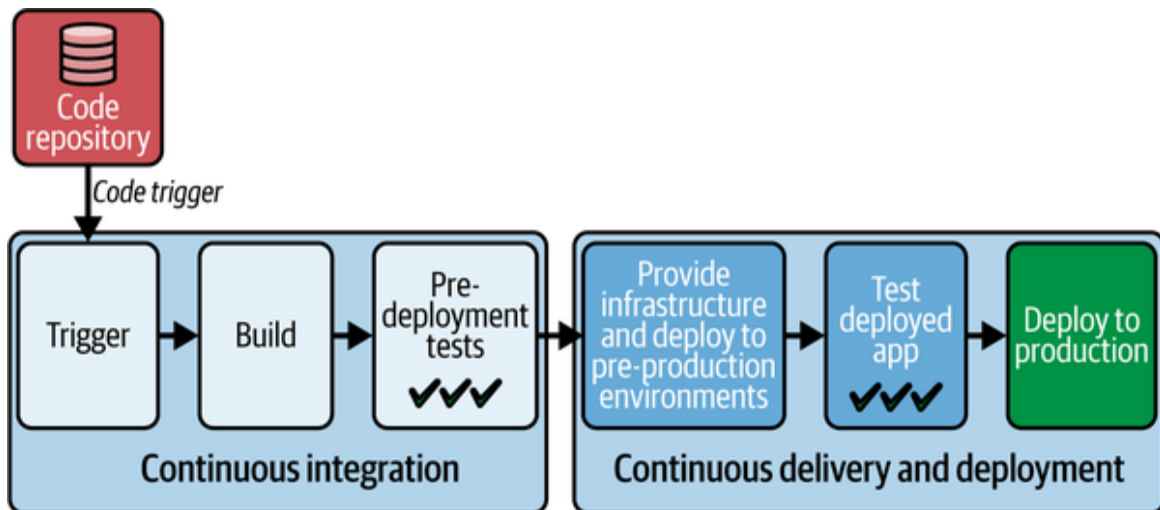 Code
repository
Code trigger
Trigger
Build
Pre-
deployment
tests
Continuous integration
Provide
infrastructure
and deploy to
pre-production
environments
Test
deployed
app
Deploy to
production
Continuous delivery and deployment